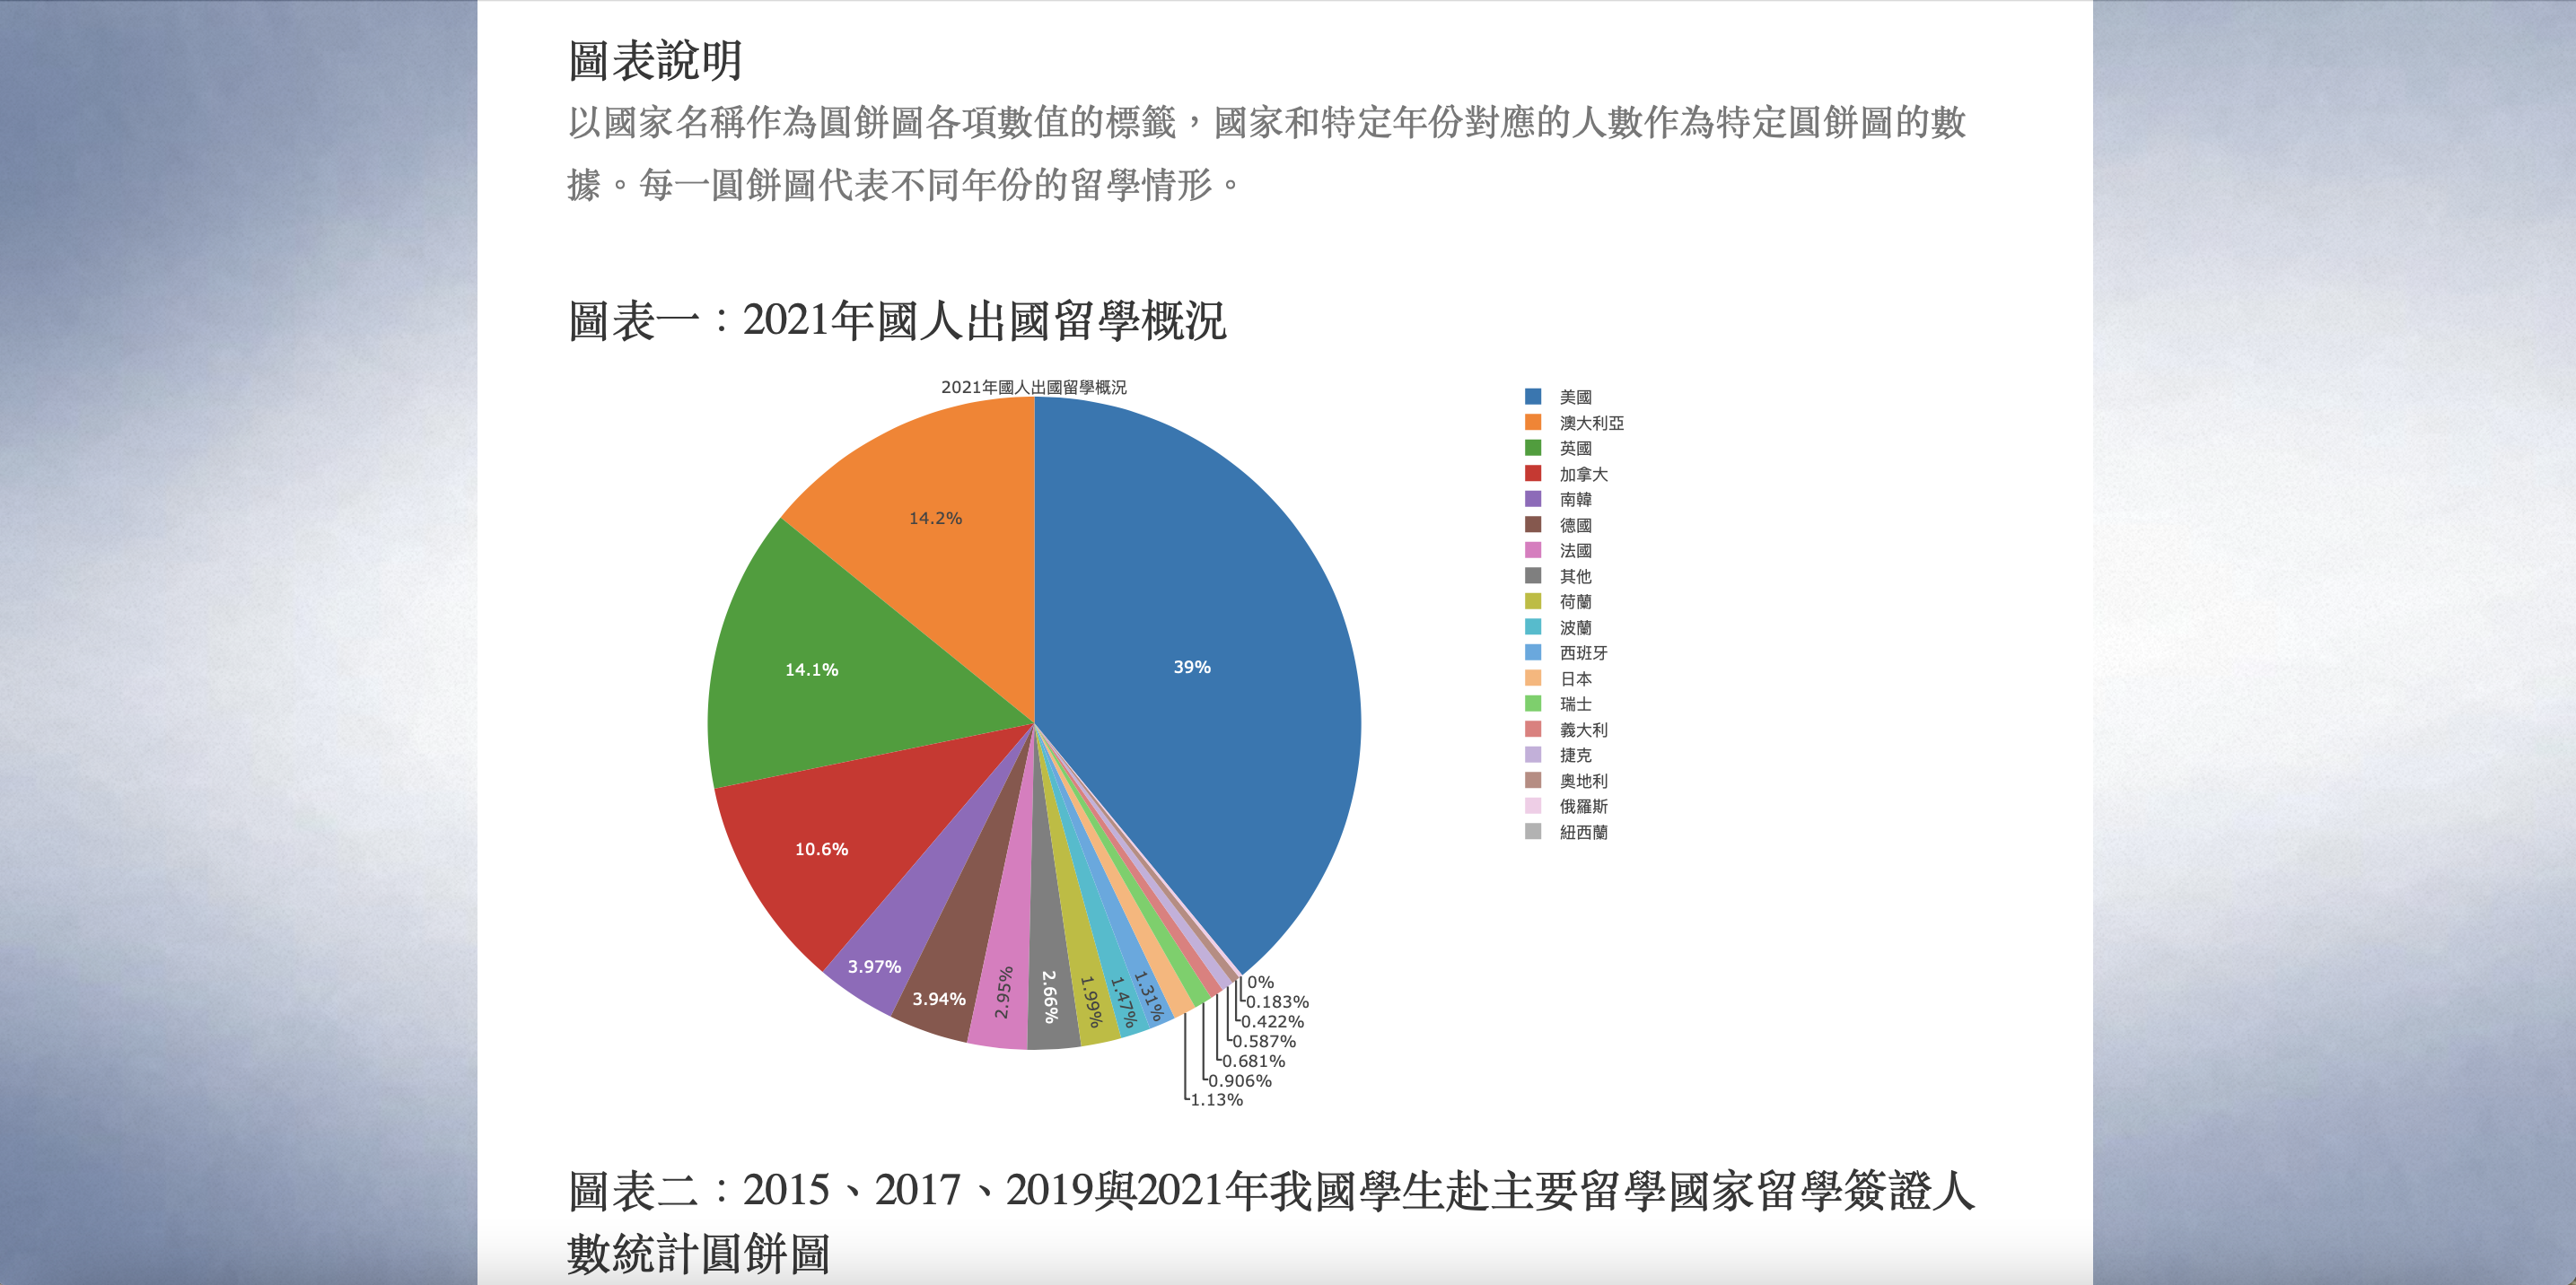 圖表說明
以國家名稱作為圓餅圖各項數值的標籤，國家和特定年份對應的人數作為特定圓餅圖的數
據。每一圓餅圖代表不同年份的留學情形。
圖表一：2021年國人出國留學概況
2021年國人出國留學概況
美國
澳大利亞
英國
加拿大
南韓
德國
法國
其他
荷蘭
波蘭
西班牙
日本
瑞士
義大利
捷克
奧地利
俄羅斯
紐西蘭
14.2%
39%
14.1%
10.6%
3.97%
3.94%
2.95%
2.66%
1.99%
1.47%
1.31%
0%
0.183%
0.422%
0.587%
0.681%
0.906%
1.13%
圖表二：2015、2017、2019與2021年我國學生赴主要留學國家留學簽證人
數統計圓餅圖